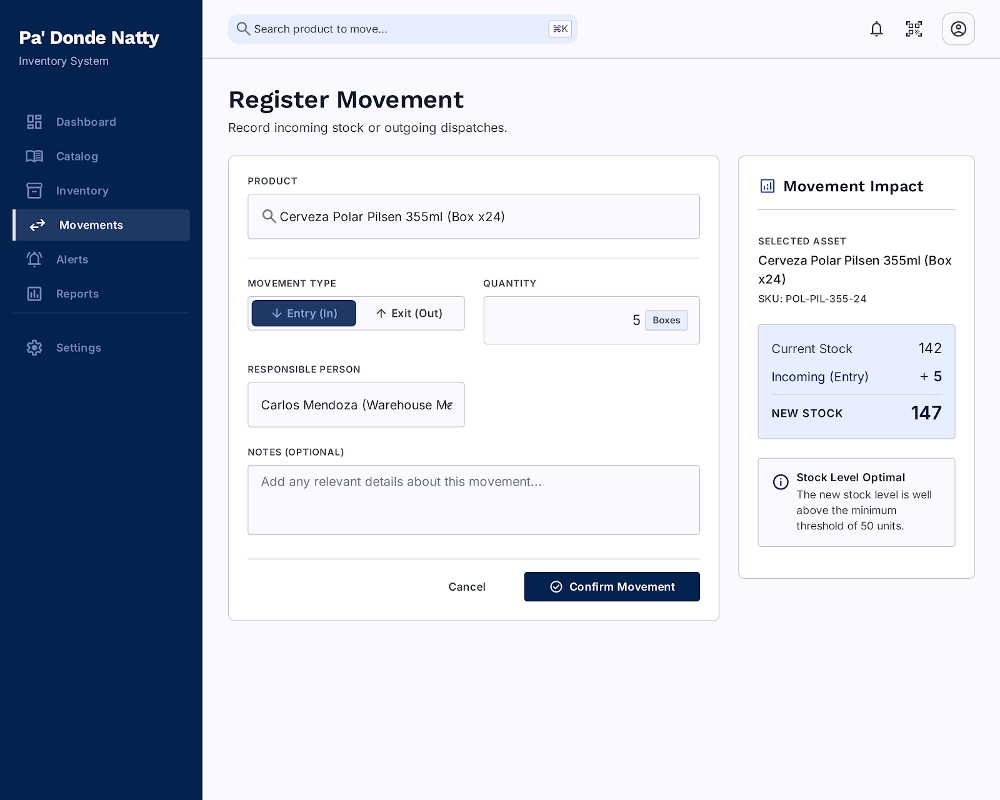 Pa' Donde Natty
Inventory System
Dashboard
Catalog
Inventory
Movements
Alerts
Reports
Settings
Search product to move...
⌘K
Register Movement
Record incoming stock or outgoing dispatches.
PRODUCT
Cerveza Polar Pilsen 355ml (Box x24)
MOVEMENT TYPE
Entry (In)
Exit (Out)
QUANTITY
5 Boxes
RESPONSIBLE PERSON
Carlos Mendoza (Warehouse
NOTES (OPTIONAL)
Add any relevant details about this movement...
Cancel
Confirm Movement
Movement Impact
SELECTED ASSET
Cerveza Polar Pilsen 355ml (Box
x24)
SKU: POL-PIL-355-24
Current Stock 142
Incoming (Entry) + 5
NEW STOCK 147
Stock Level Optimal
The new stock level is well
above the minimum
threshold of 50 units.